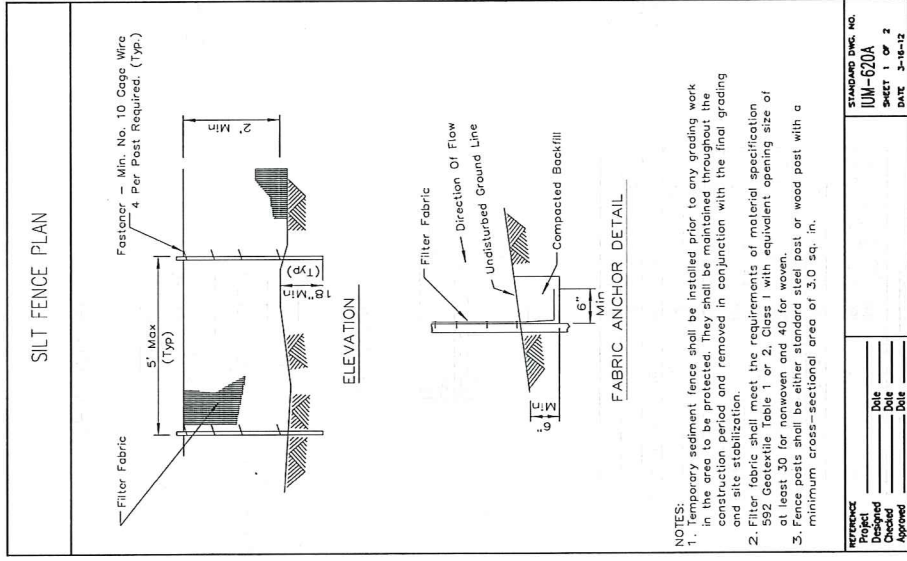 SILT FENCE PLAN
Filter Fabric
5' Max
(Typ)
Fastener – Min. No. 10 Gage Wire
4 Per Post Required. (Typ.)
2' Min
18"Min
(Typ)
ELEVATION
Filter Fabric
Direction Of Flow
Undisturbed Ground Line
Compacted Backfill
6"
Min
6"
Min
FABRIC ANCHOR DETAIL
NOTES:
1. Temporary sediment fence shall be installed prior to any grading work
in the area to be protected. They shall be maintained throughout the
construction period and removed in conjunction with the final grading
and site stabilization.
2. Filter fabric shall meet the requirements of material specification
592 Geotextile Table 1 or 2, Class I with equivalent opening size of
at least 30 for nonwoven and 40 for woven.
3. Fence posts shall be either standard steel post or wood post with a
minimum cross-sectional area of 3.0 sq. in.
REFERENCE
Project
Designed Date
Checked Date
Approved Date
STANDARD DWG. NO.
IUM-620A
SHEET 1 OF 2
DATE 3-16-12